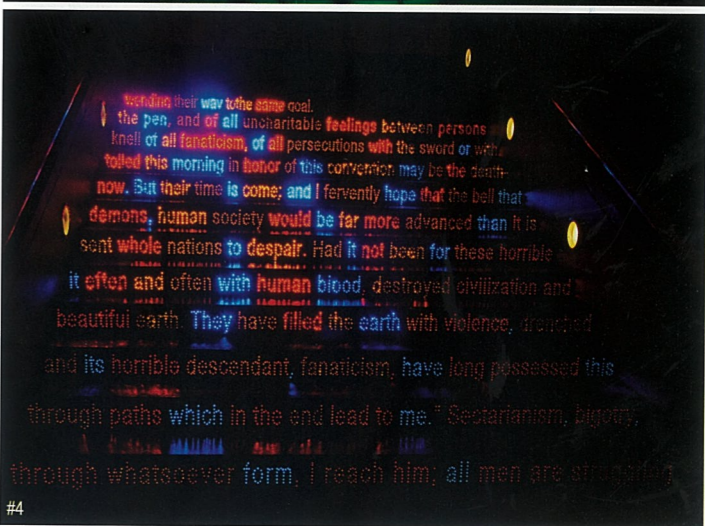 wending their way to the same goal.
the pen, and of all uncharitable feelings between persons
knell of all fanaticism, of all persecutions with the sword or with
tolled this morning in honor of this convention may be the death-
now. But their time is come; and I fervently hope that the bell that
demons, human society would be far more advanced than it is
sent whole nations to despair. Had it not been for these horrible
it often and often with human blood, destroyed civilization and
beautiful earth. They have filled the earth with violence, drenched
and its horrible descendant, fanaticism, have long possessed this
through paths which in the end lead to me." Sectarianism, bigotry,
through whatsoever form, I reach him; all men are struggling
#4